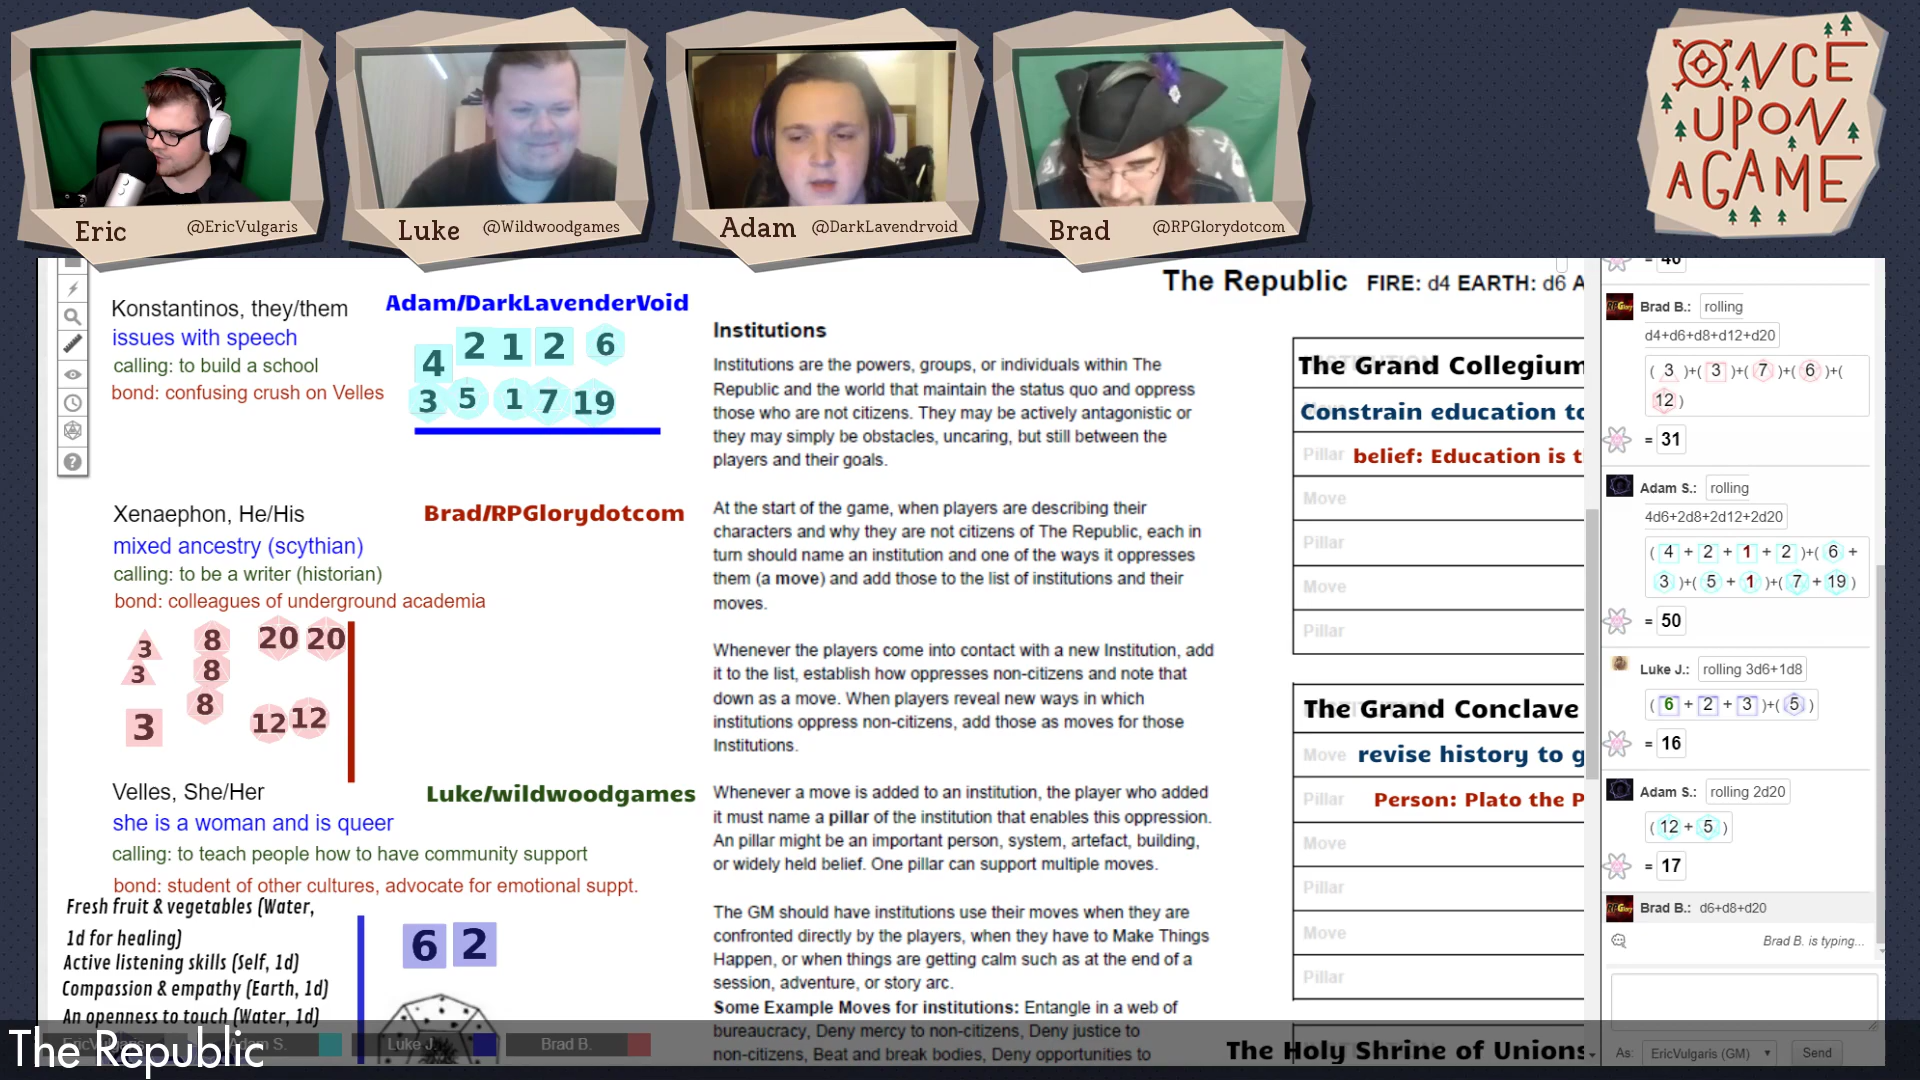 Eric @EricVulgaris
Luke @Wildwoodgames
Adam @DarkLavendrvoid
Brad @RPGlorydotcom
ONCE
UPON
A GAME
Konstantinos, they/them
issues with speech
calling: to build a school
bond: confusing crush on Velles
Adam/DarkLavenderVoid
4 2 1 2 6
3 5 1 7 19
Xenaephon, He/His
mixed ancestry (scythian)
calling: to be a writer (historian)
bond: colleagues of underground academia
Brad/RPGlorydotcom
3 8 20 20
3 8
8
3 12 12
Velles, She/Her
she is a woman and is queer
calling: to teach people how to have community support
bond: student of other cultures, advocate for emotional suppt.
Luke/wildwoodgames
Fresh fruit & vegetables (Water,
1d for healing)
Active listening skills (Self, 1d)
Compassion & empathy (Earth, 1d)
An openness to touch (Water, 1d)
6 2
The Republic FIRE: d4 EARTH: d6 A
Institutions
Institutions are the powers, groups, or individuals within The
Republic and the world that maintain the status quo and oppress
those who are not citizens. They may be actively antagonistic or
they may simply be obstacles, uncaring, but still between the
players and their goals.
At the start of the game, when players are describing their
characters and why they are not citizens of The Republic, each in
turn should name an institution and one of the ways it oppresses
them (a move) and add those to the list of institutions and their
moves.
Whenever the players come into contact with a new Institution, add
it to the list, establish how oppresses non-citizens and note that
down as a move. When players reveal new ways in which
institutions oppress non-citizens, add those as moves for those
Institutions.
Whenever a move is added to an institution, the player who added
it must name a pillar of the institution that enables this oppression.
An pillar might be an important person, system, artefact, building,
or widely held belief. One pillar can support multiple moves.
The GM should have institutions use their moves when they are
confronted directly by the players, when they have to Make Things
Happen, or when things are getting calm such as at the end of a
session, adventure, or story arc.
Some Example Moves for institutions: Entangle in a web of
bureaucracy, Deny mercy to non-citizens, Deny justice to
non-citizens, Beat and break bodies, Deny opportunities to
The Grand Collegium
Constrain education to
Pillar belief: Education is t
Move
Pillar
Move
Pillar
The Grand Conclave
Move revise history to g
Pillar Person: Plato the P
Move
Pillar
Move
Pillar
The Holy Shrine of Unions
Brad B.: rolling
d4+d6+d8+d12+d20
( 3 )+( 3 )+( 7 )+( 6 )+(
12 )
= 31
Adam S.: rolling
4d6+2d8+2d12+2d20
( 4 + 2 + 1 + 2 )+( 6 +
3 )+( 5 + 1 )+( 7 + 19 )
= 50
Luke J.: rolling 3d6+1d8
( 6 + 2 + 3 )+( 5 )
= 16
Adam S.: rolling 2d20
( 12 + 5 )
= 17
Brad B.: d6+d8+d20
Brad B. is typing...
As: EricVulgaris (GM) Send
The Republic
Luke J.
Brad B.